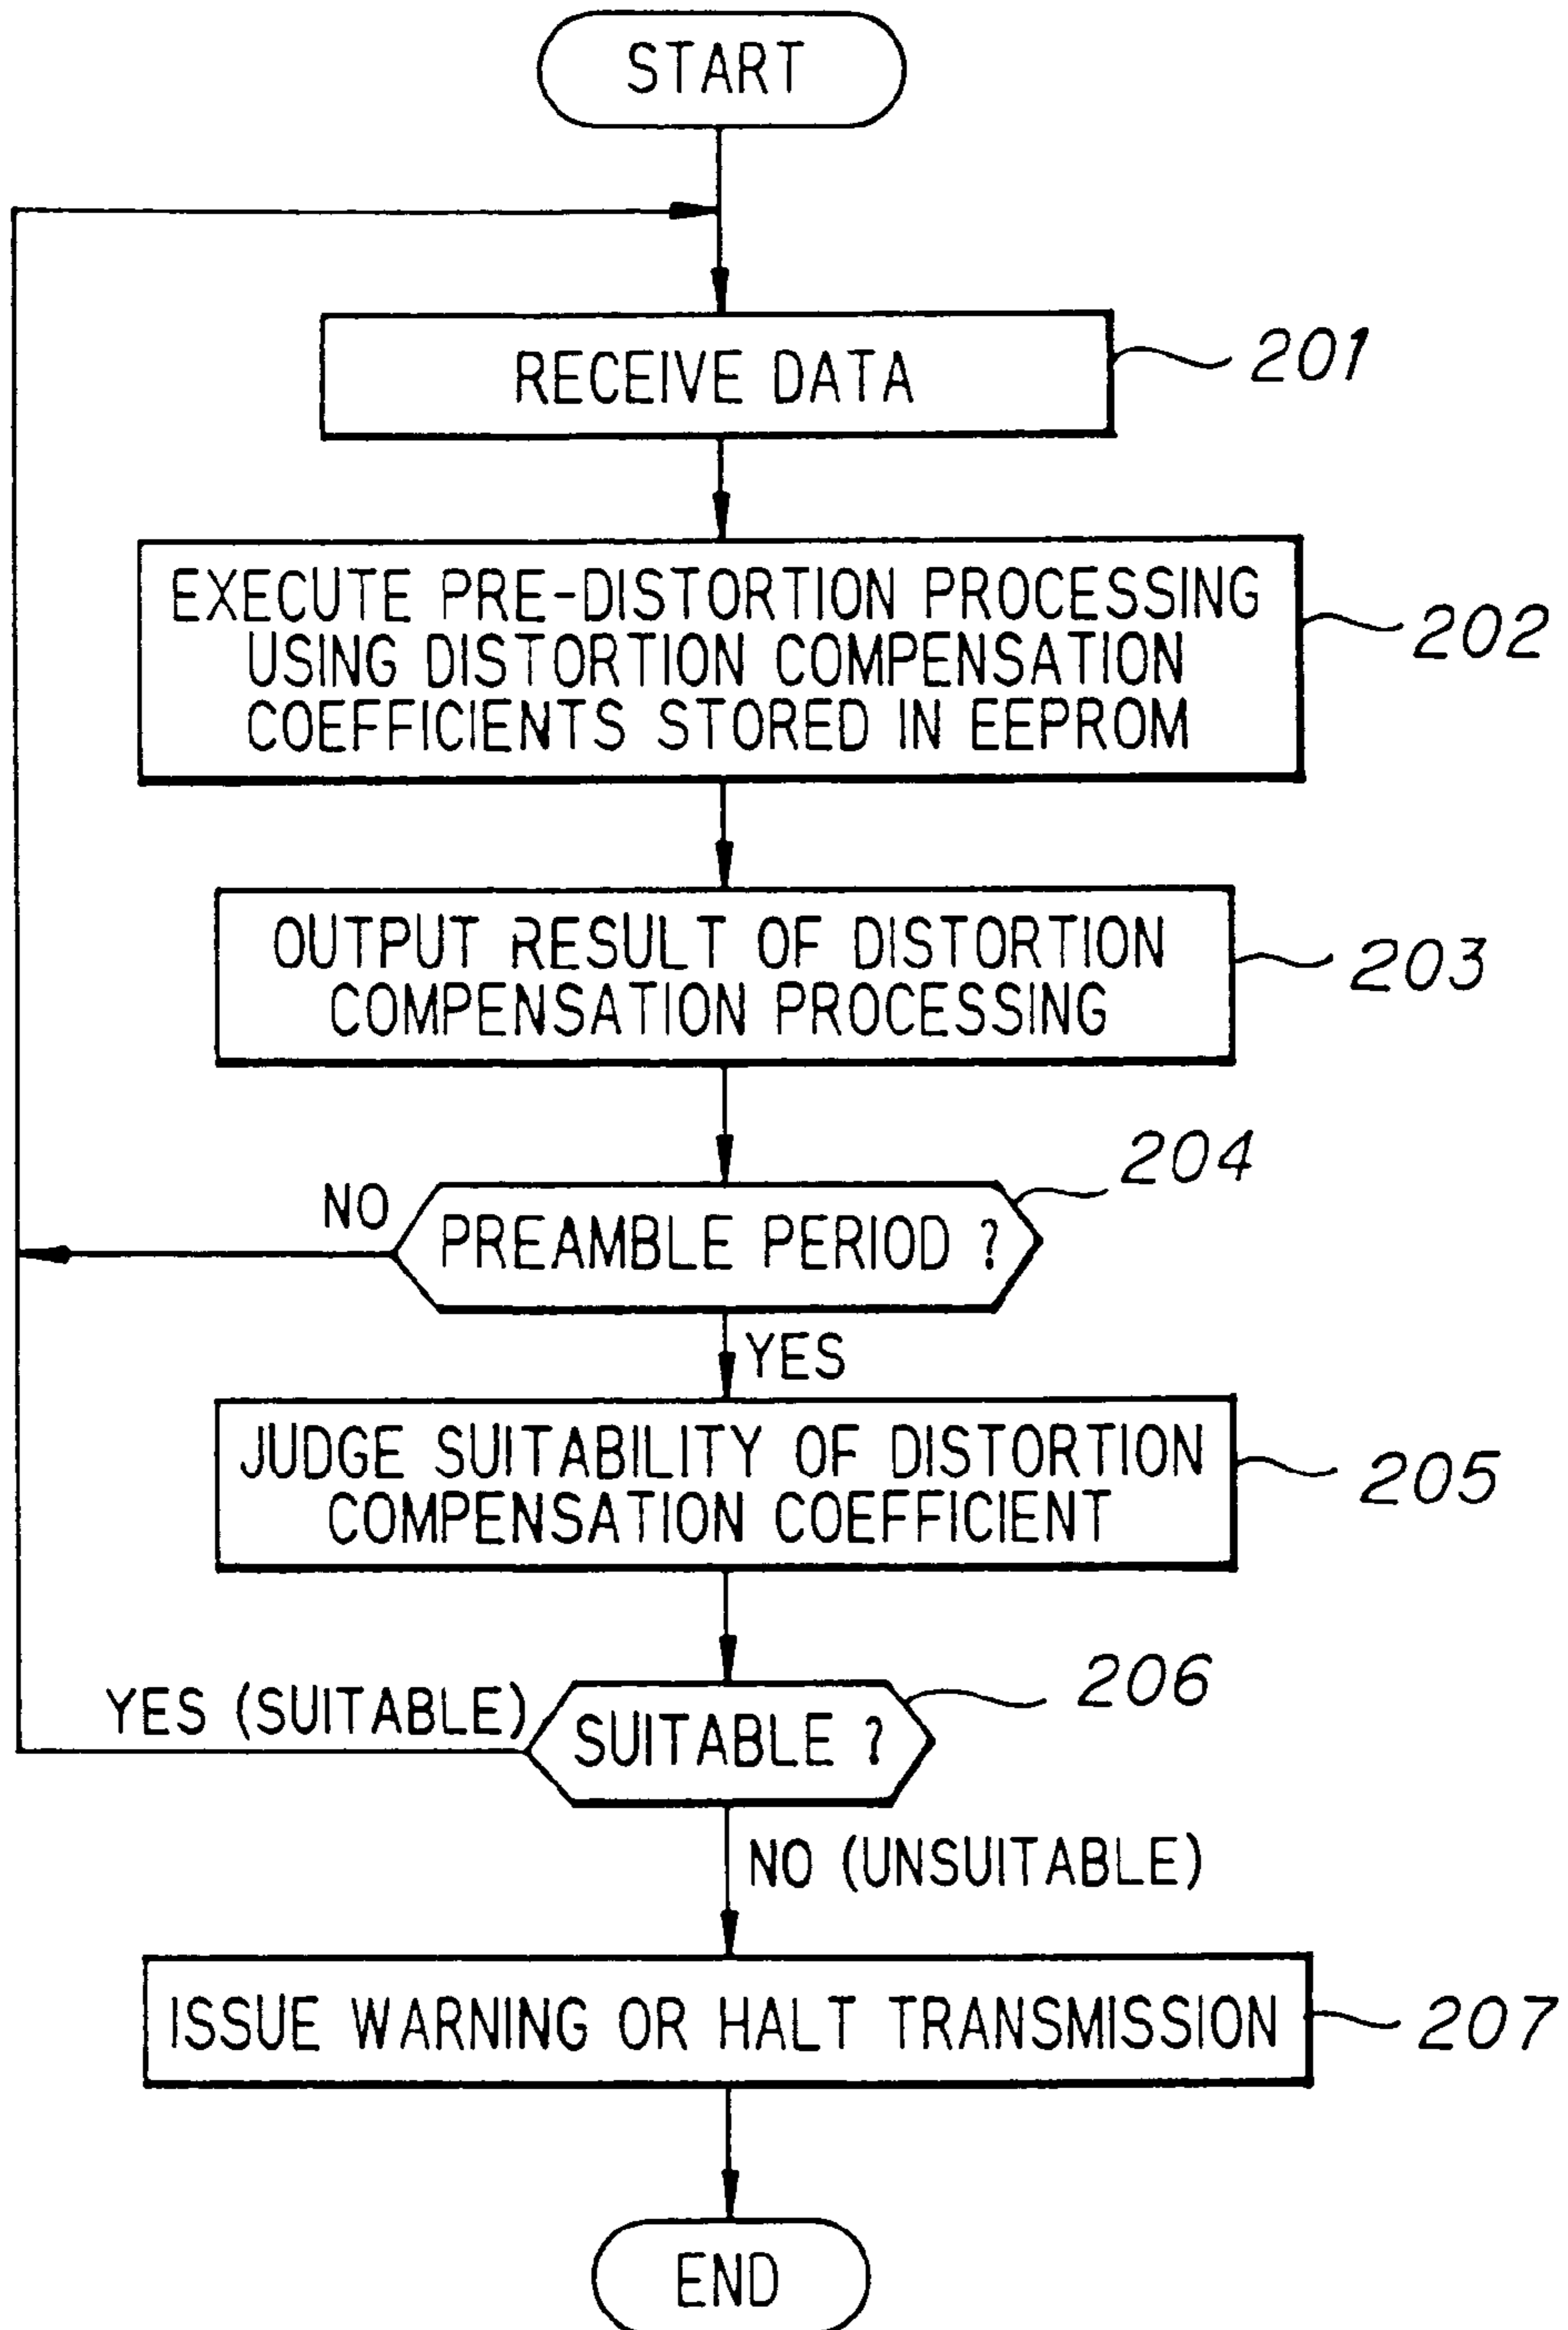 START
RECEIVE DATA
201
EXECUTE PRE-DISTORTION PROCESSING
USING DISTORTION COMPENSATION
COEFFICIENTS STORED IN EEPROM
202
OUTPUT RESULT OF DISTORTION
COMPENSATION PROCESSING
203
204
NO
PREAMBLE PERIOD ?
YES
JUDGE SUITABILITY OF DISTORTION
COMPENSATION COEFFICIENT
205
206
YES (SUITABLE)
SUITABLE ?
NO (UNSUITABLE)
ISSUE WARNING OR HALT TRANSMISSION
207
END